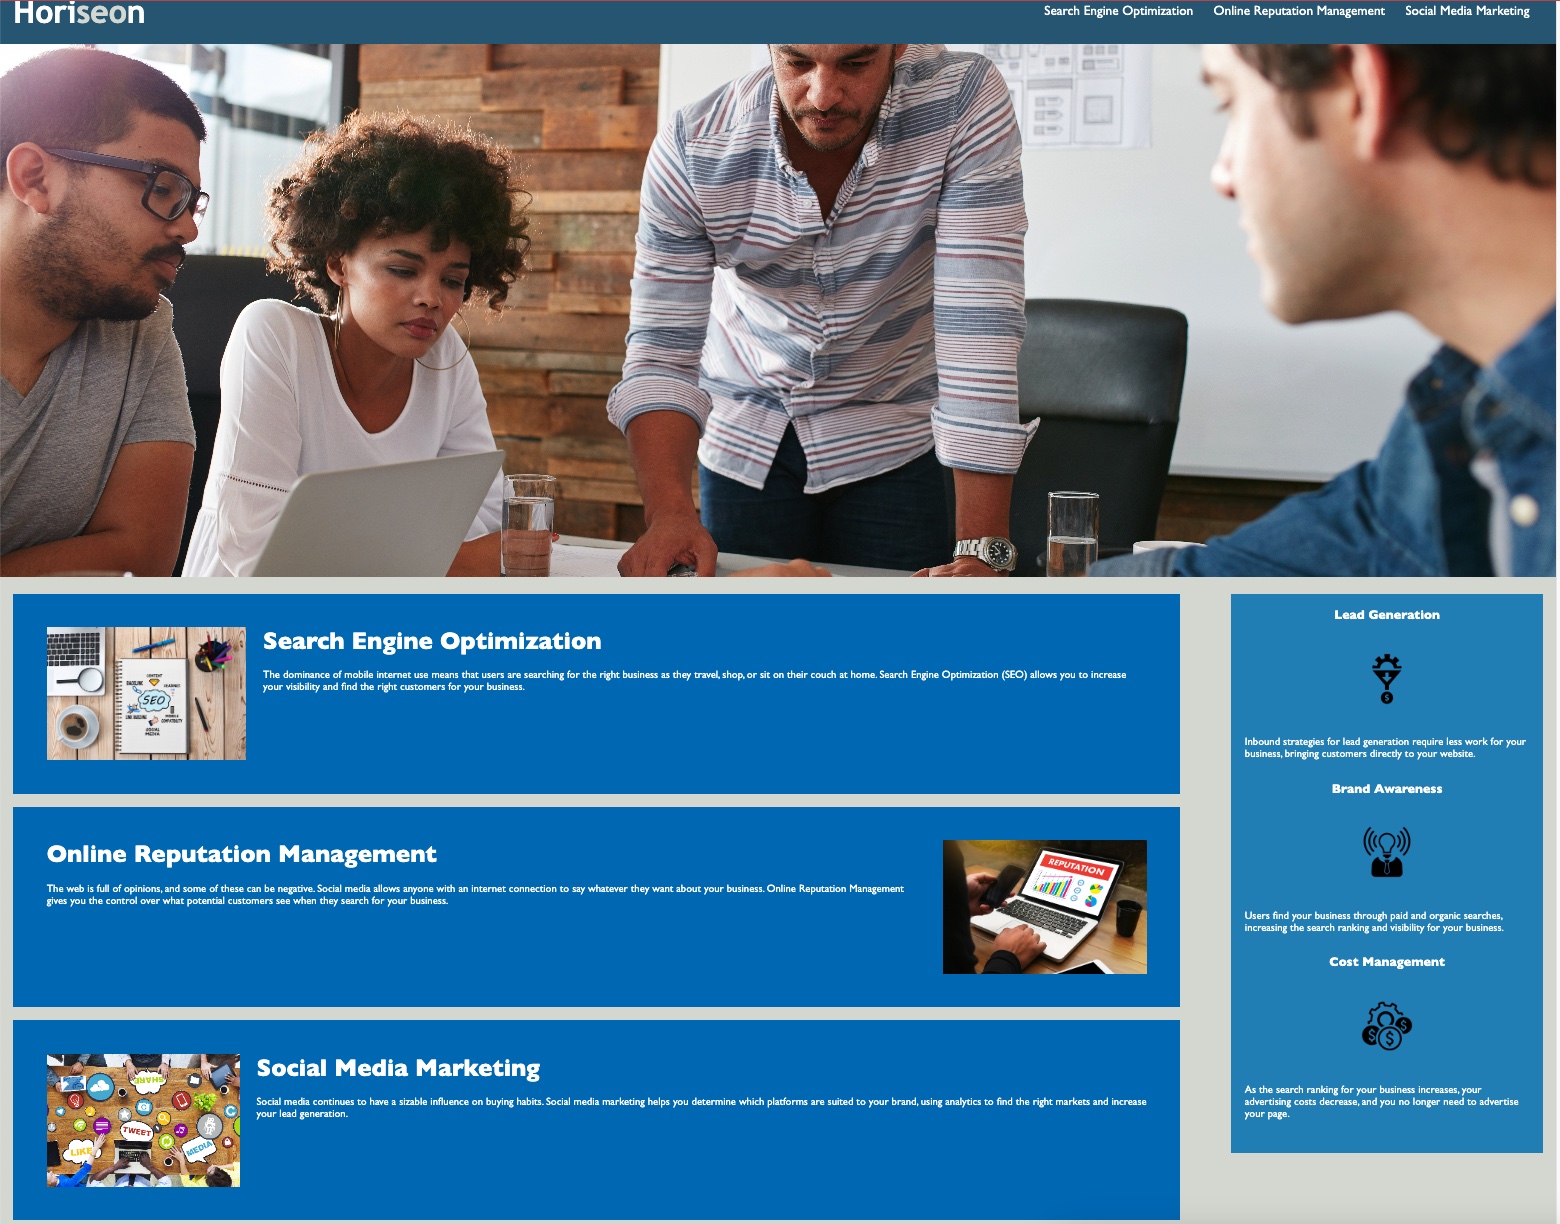 Horiseon
Search Engine Optimization Online Reputation Management Social Media Marketing
Search Engine Optimization
The dominance of mobile internet use means that users are searching for the right business as they travel, shop, or sit on their couch at home. Search Engine Optimization (SEO) allows you to increase
your visibility and find the right customers for your business.
SEO
CONTENT
SOCIAL
MEDIA
Online Reputation Management
The web is full of opinions, and some of these can be negative. Social media allows anyone with an internet connection to say whatever they want about your business. Online Reputation Management
gives you the control over what potential customers see when they search for your business.
REPUTATION
Social Media Marketing
Social media continues to have a sizable influence on buying habits. Social media marketing helps you determine which platforms are suited to your brand, using analytics to find the right markets and increase
your lead generation.
SHARE
TWEET
LIKE
MEDIA
Lead Generation
$
Inbound strategies for lead generation require less work for your
business, bringing customers directly to your website.
Brand Awareness
Users find your business through paid and organic searches,
increasing the search ranking and visibility for your business.
Cost Management
$ $ $
As the search ranking for your business increases, your
advertising costs decrease, and you no longer need to advertise
your page.